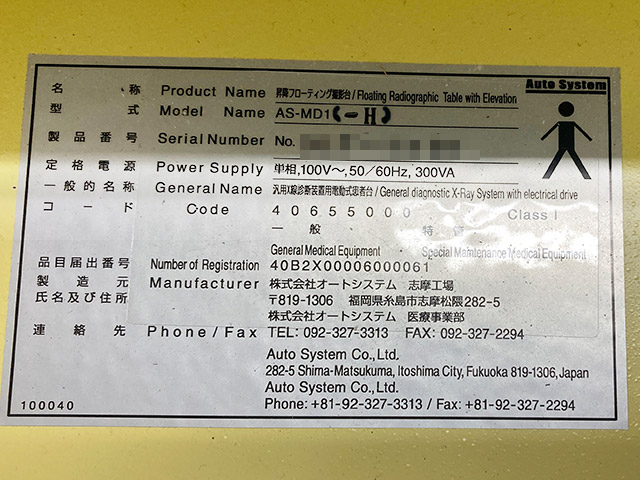 Auto System
名 称 Product Name 昇降フローティング撮影台/Floating Radiographic Table with Elevation
型 式 Model Name AS-MD1(-H)
製品番号 Serial Number No.
定格電源 Power Supply 単相,100V~,50/60Hz,300VA
一般的名称 General Name 汎用X線診断装置用電動式患者台/General diagnostic X-Ray System with electrical drive
コード Code 40655000 Class I
一般 特管
General Medical Equipment Special Maintenance Medical Equipment
品目届出番号 Number of Registration 40B2X00006000061
製造元 Manufacturer 株式会社オートシステム 志摩工場
氏名及び住所 〒819-1306 福岡県糸島市志摩松隈282-5
株式会社オートシステム 医療事業部
連絡先 Phone/Fax TEL: 092-327-3313 FAX: 092-327-2294
Auto System Co.,Ltd.
282-5 Shima-Matsukuma, Itoshima City, Fukuoka 819-1306, Japan
Auto System Co.,Ltd.
Phone: +81-92-327-3313 / Fax: +81-92-327-2294
100040